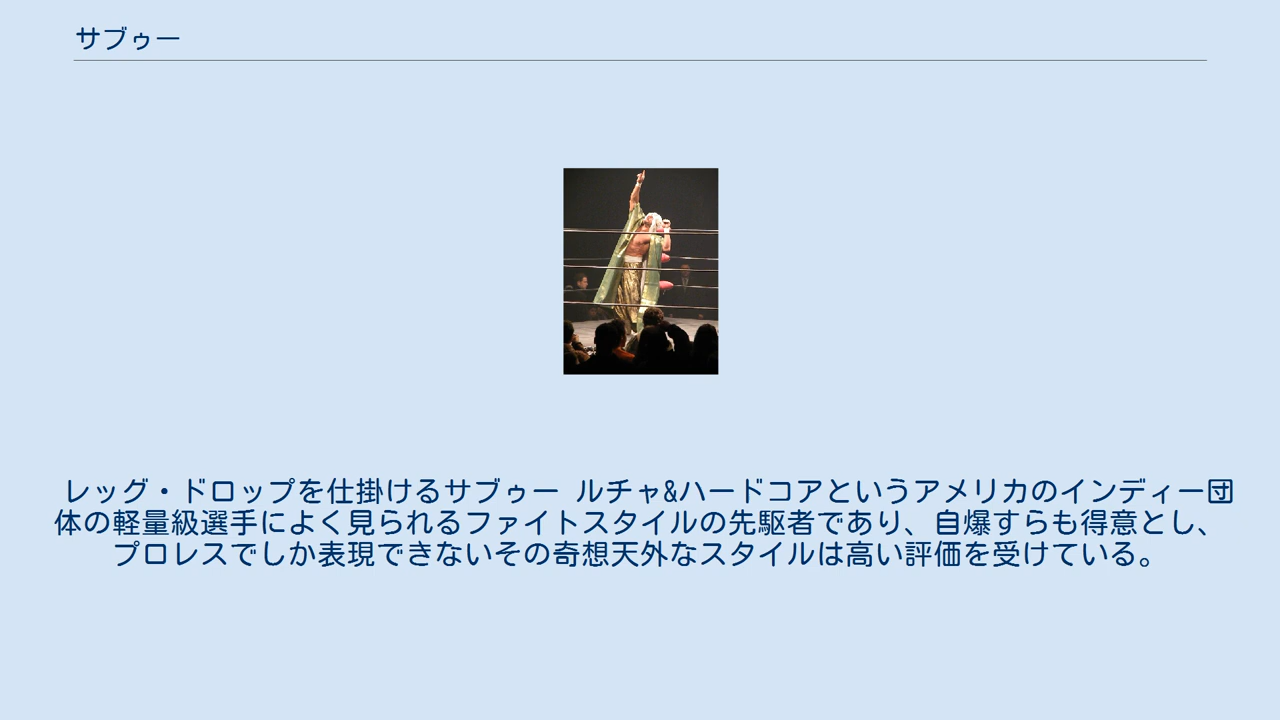 サブゥー
レッグ・ドロップを仕掛けるサブゥー ルチャ&ハードコアというアメリカのインディー団
体の軽量級選手によく見られるファイトスタイルの先駆者であり、自爆すらも得意とし、
プロレスでしか表現できないその奇想天外なスタイルは高い評価を受けている。